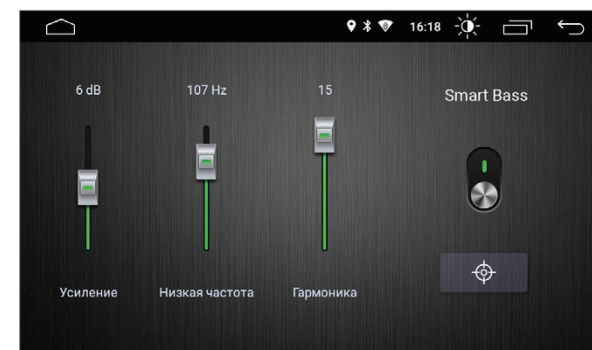 16:18
6 dB
107 Hz
15
Smart Bass
Усиление
Низкая частота
Гармоника